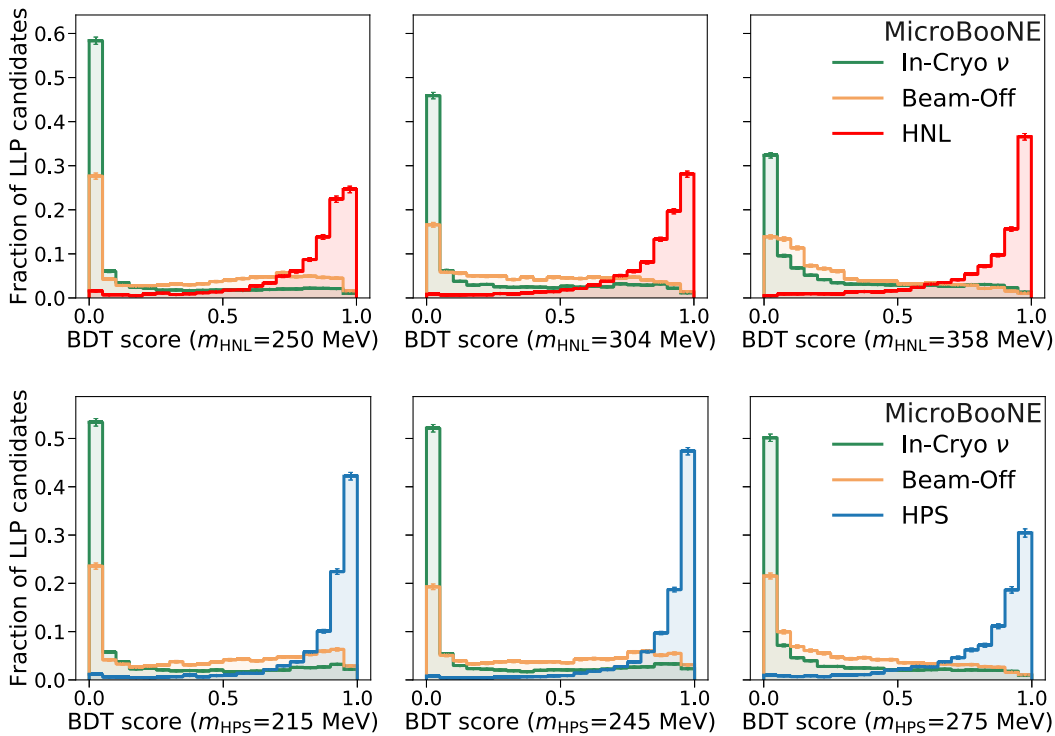 Fraction of LLP candidates
0.6
0.5
0.4
0.3
0.2
0.1
0.0
0.0 0.5 1.0
BDT score (mHNL=250 MeV)
0.0 0.5 1.0
BDT score (mHNL=304 MeV)
MicroBooNE
In-Cryo ν
Beam-Off
HNL
0.0 0.5 1.0
BDT score (mHNL=358 MeV)
Fraction of LLP candidates
0.5
0.4
0.3
0.2
0.1
0.0
0.0 0.5 1.0
BDT score (mHPS=215 MeV)
0.0 0.5 1.0
BDT score (mHPS=245 MeV)
MicroBooNE
In-Cryo ν
Beam-Off
HPS
0.0 0.5 1.0
BDT score (mHPS=275 MeV)